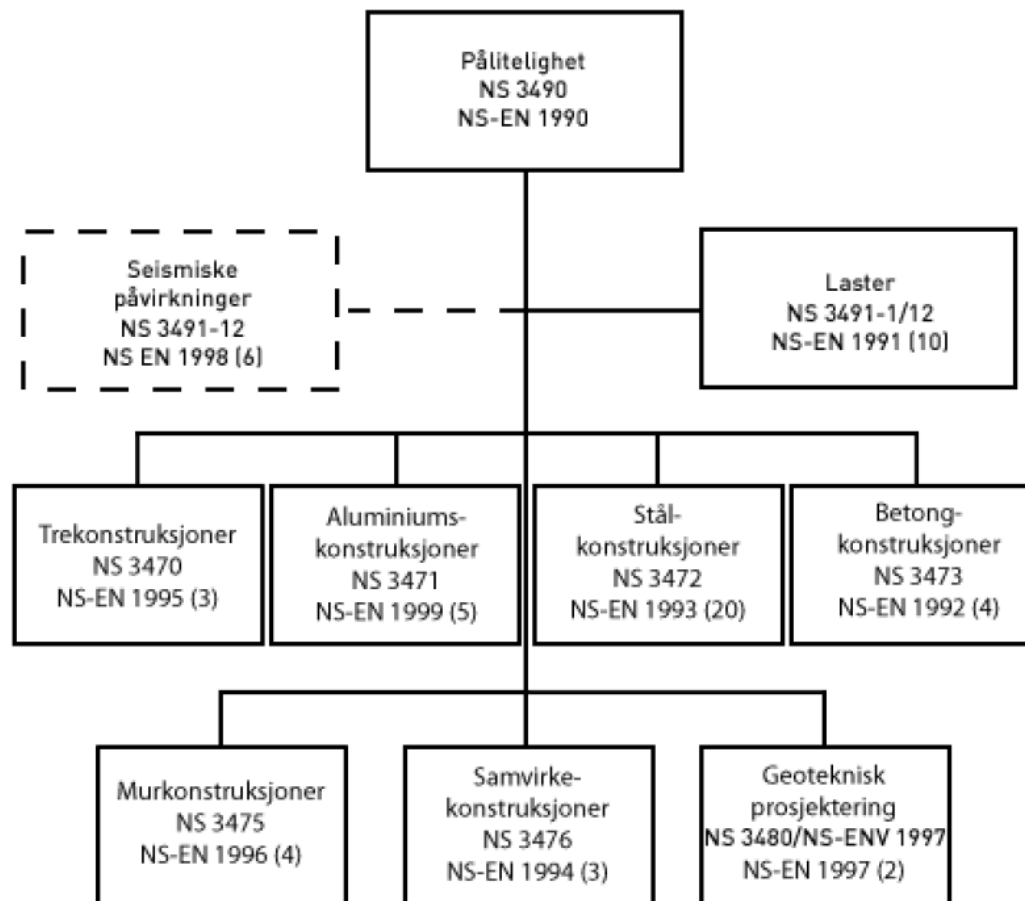 Pålitelighet
NS 3490
NS-EN 1990
Seismiske
påvirkninger
NS 3491-12
NS EN 1998 (6)
Laster
NS 3491-1/12
NS-EN 1991 (10)
Trekonstruksjoner
NS 3470
NS-EN 1995 (3)
Aluminiums-
konstruksjoner
NS 3471
NS-EN 1999 (5)
Stål-
konstruksjoner
NS 3472
NS-EN 1993 (20)
Betong-
konstruksjoner
NS 3473
NS-EN 1992 (4)
Murkonstruksjoner
NS 3475
NS-EN 1996 (4)
Samvirke-
konstruksjoner
NS 3476
NS-EN 1994 (3)
Geoteknisk
prosjektering
NS 3480/NS-ENV 1997
NS-EN 1997 (2)